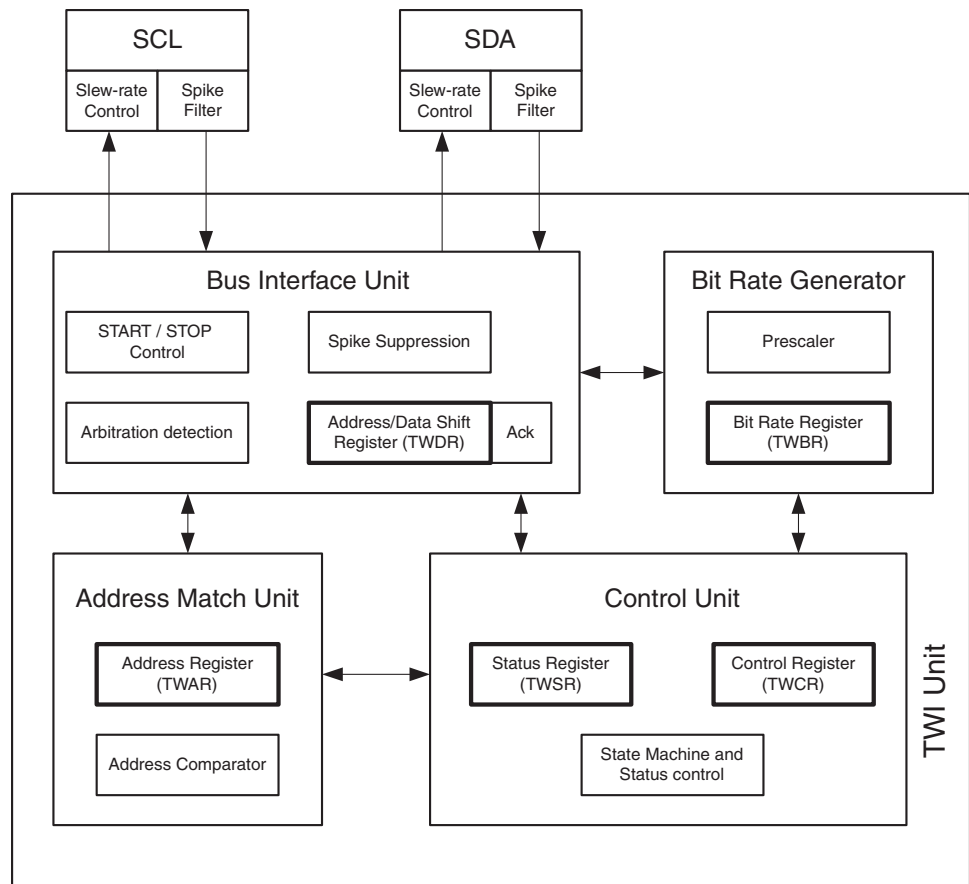 SCL
Slew-rate
Control
Spike
Filter
SDA
Slew-rate
Control
Spike
Filter
Bus Interface Unit
START / STOP
Control
Spike Suppression
Arbitration detection
Address/Data Shift
Register (TWDR)
Ack
Bit Rate Generator
Prescaler
Bit Rate Register
(TWBR)
Address Match Unit
Address Register
(TWAR)
Address Comparator
Control Unit
Status Register
(TWSR)
Control Register
(TWCR)
State Machine and
Status control
TWI Unit